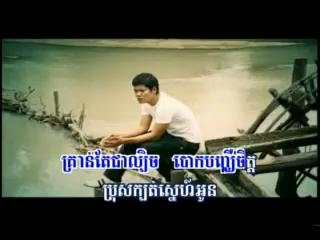 គ្រាន់តែជាល្បិច បោកបញ្ឆើចិត្ត
ប្រុសក្បត់ស្នេហ៍អូន